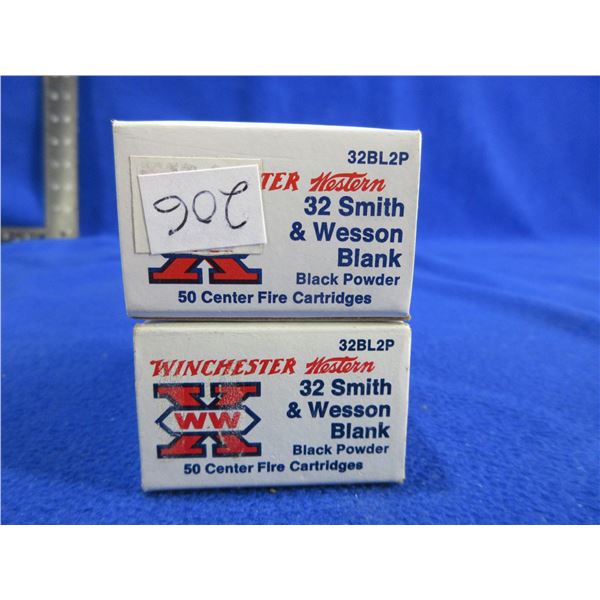 32BL2P
TER Western
206
32 Smith
& Wesson
Blank
Black Powder
50 Center Fire Cartridges
32BL2P
WINCHESTER Western
X
WW
32 Smith
& Wesson
Blank
Black Powder
50 Center Fire Cartridges